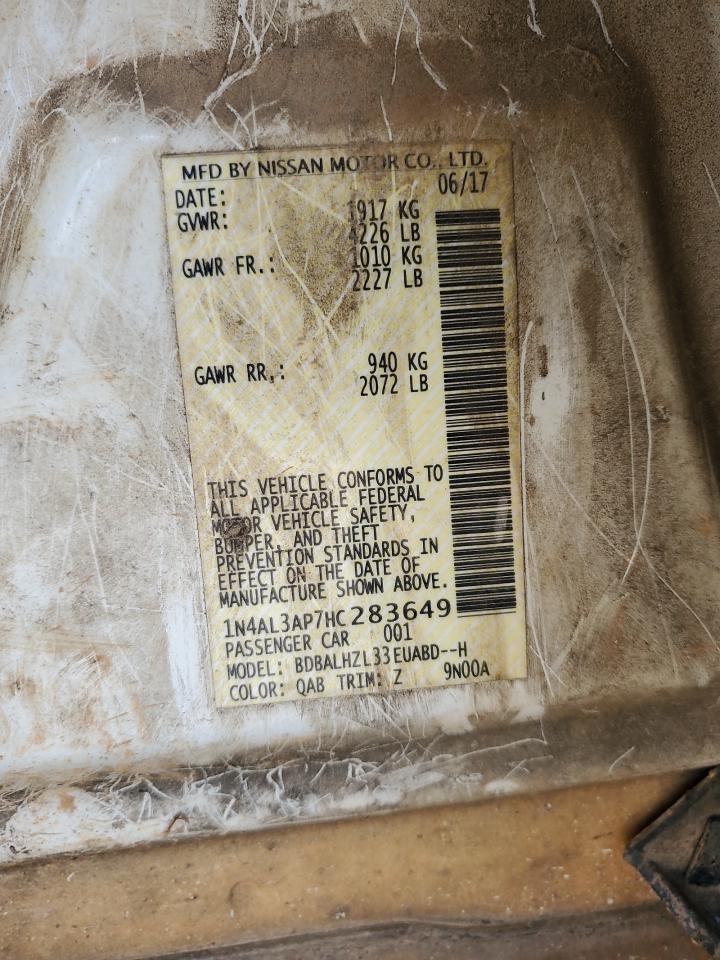 MFD BY NISSAN MOTOR CO., LTD.
DATE: 06/17
GVWR: 1917 KG
4226 LB
GAWR FR.: 1010 KG
2227 LB
GAWR RR.: 940 KG
2072 LB
THIS VEHICLE CONFORMS TO
ALL APPLICABLE FEDERAL
MOTOR VEHICLE SAFETY,
BUMPER, AND THEFT
PREVENTION STANDARDS IN
EFFECT ON THE DATE OF
MANUFACTURE SHOWN ABOVE.
1N4AL3AP7HC283649
PASSENGER CAR 001
MODEL: BDBALHZL33EUABD--H
COLOR: QAB TRIM: Z 9N00A